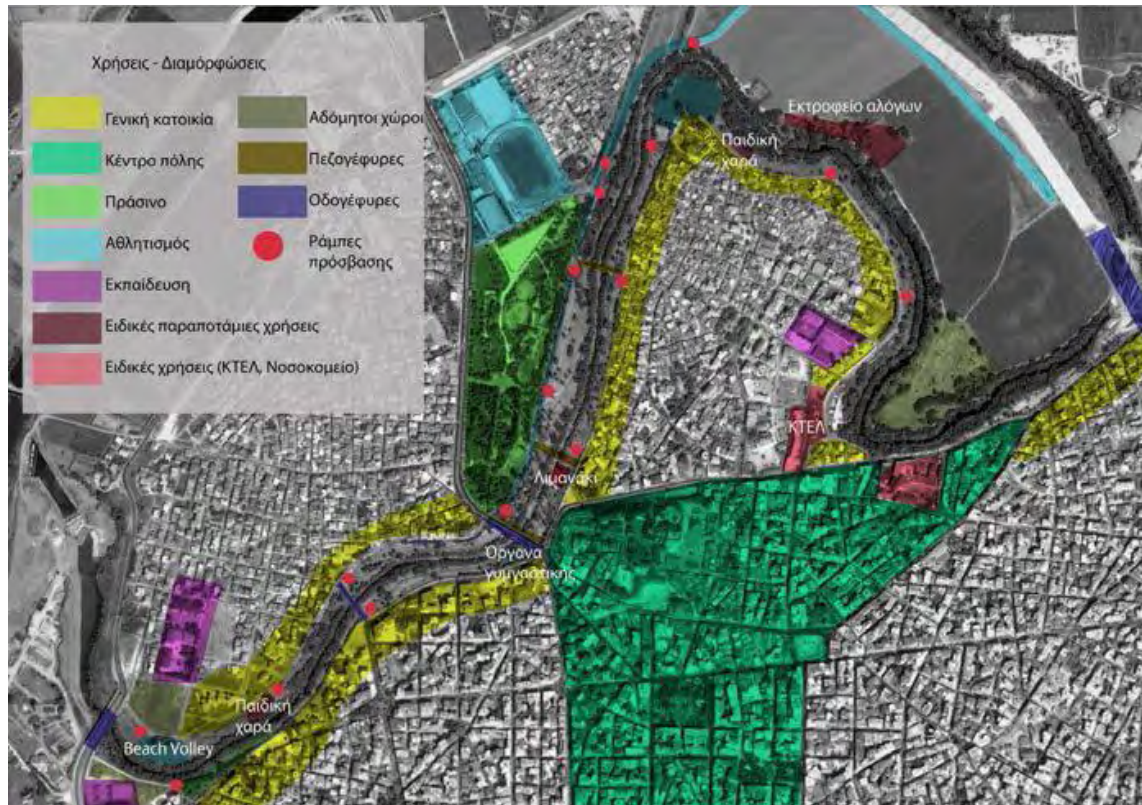 Χρήσεις - Διαμορφώσεις
Γενική κατοικία
Κέντρο πόλης
Πράσινο
Αθλητισμός
Εκπαίδευση
Ειδικές παραποτάμιες χρήσεις
Ειδικές χρήσεις (ΚΤΕΛ, Νοσοκομείο)
Αδόμητοι χώροι
Πεζογέφυρες
Οδογέφυρες
Ράμπες
πρόσβασης
Εκτροφείο αλόγων
Παιδική
χαρά
ΚΤΕΛ
Λιμανάκι
Όργανα
γυμναστικής
Παιδική
χαρά
Beach Volley